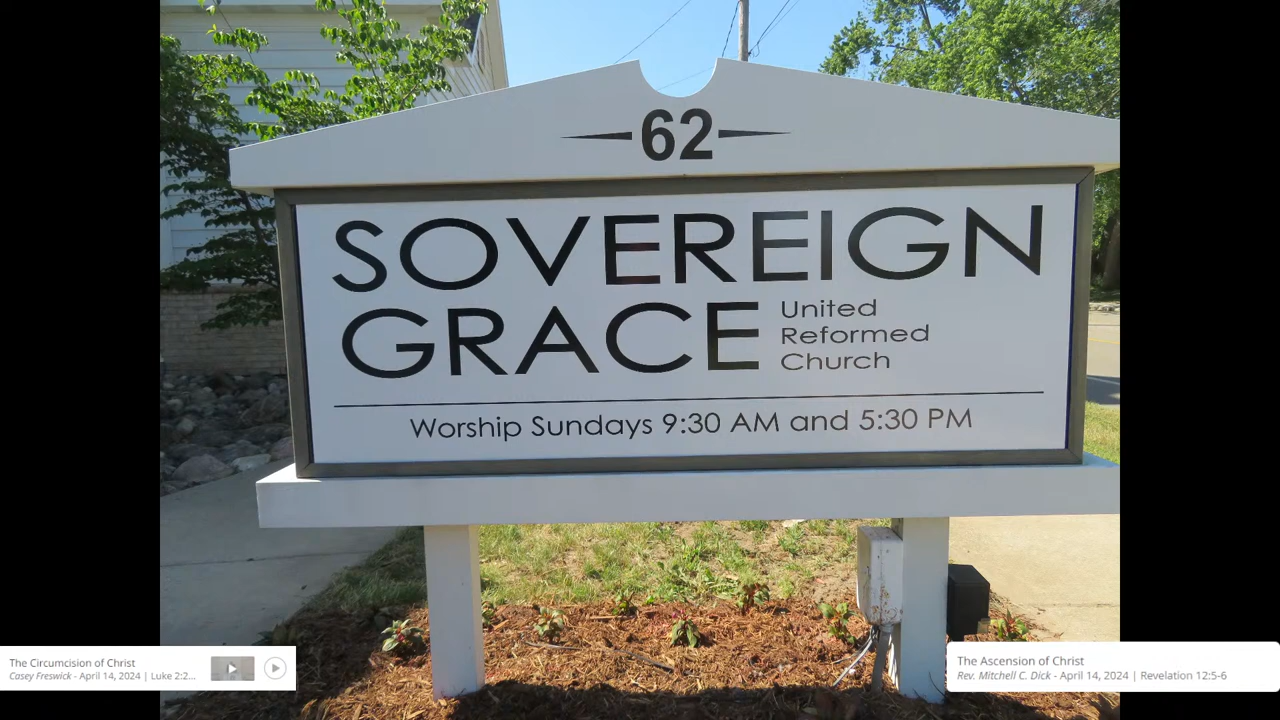 62
SOVEREIGN
GRACE
United
Reformed
Church
Worship Sundays 9:30 AM and 5:30 PM
The Circumcision of Christ
Casey Freswick - April 14, 2024 | Luke 2:2...
The Ascension of Christ
Rev. Mitchell C. Dick - April 14, 2024 | Revelation 12:5-6